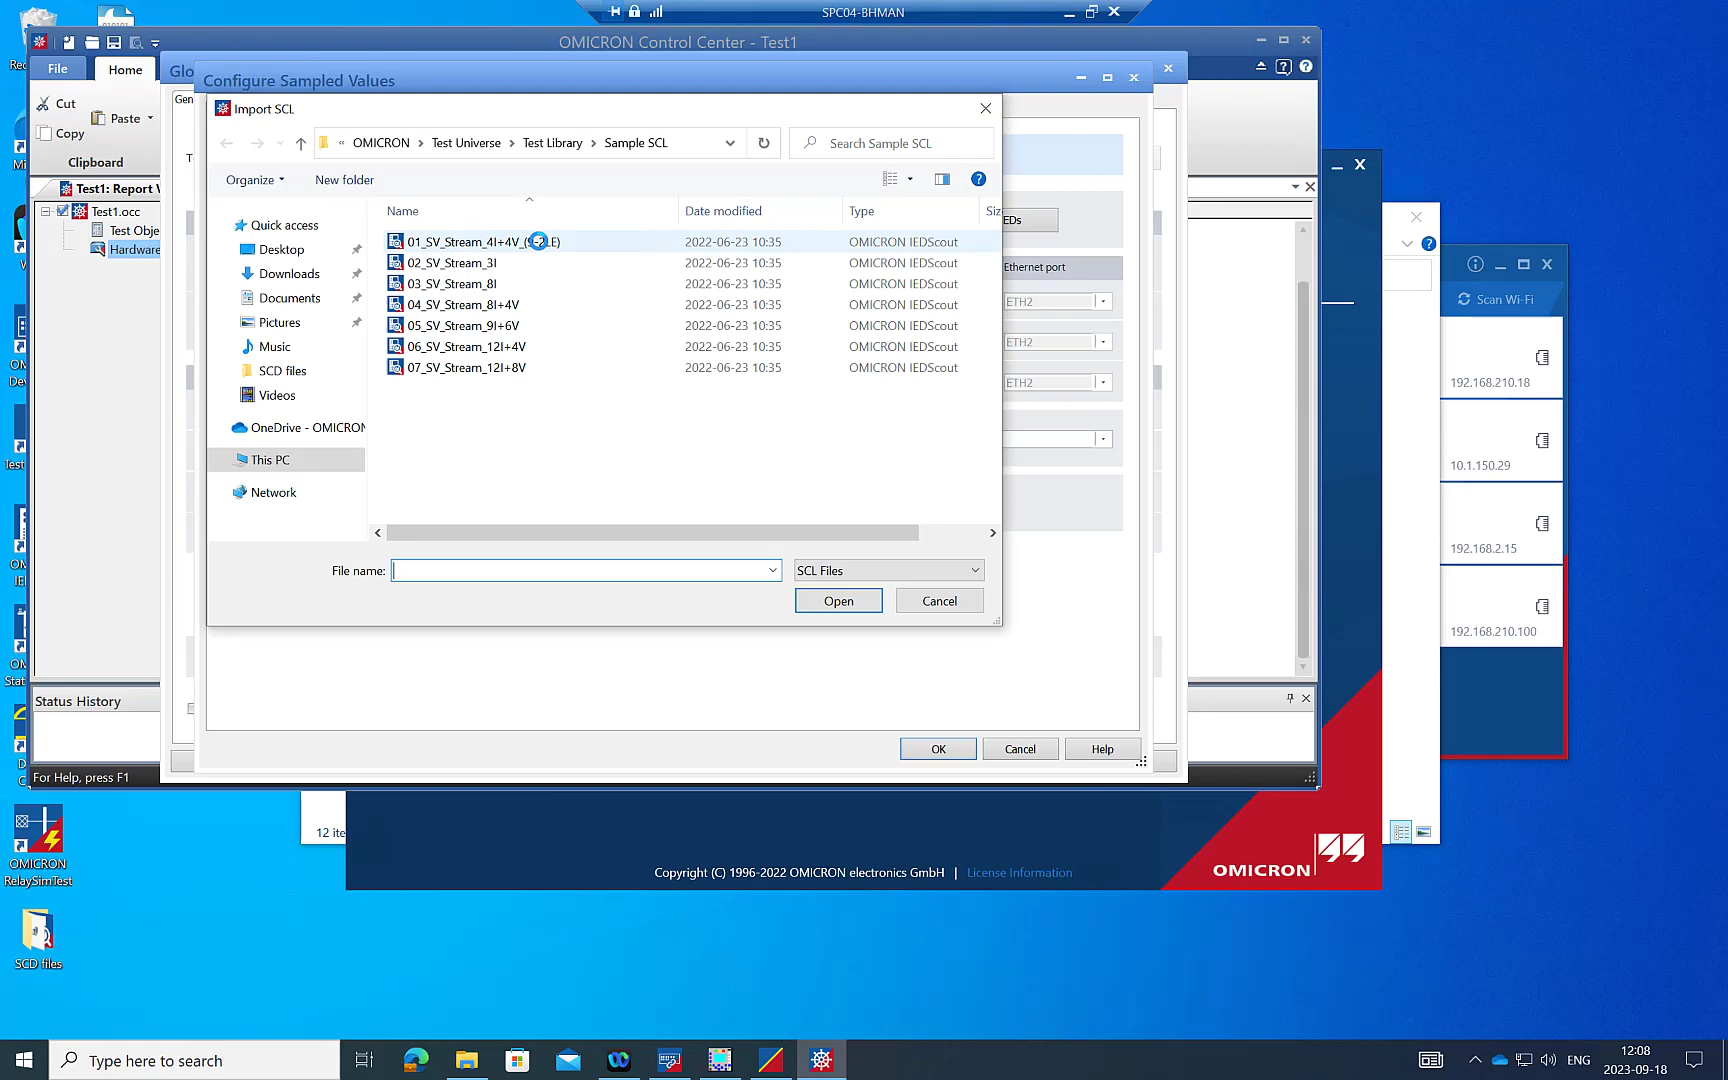 SPC04-BHMAN
OMICRON Control Center - Test1
File
Home
Glo
Configure Sampled Values
Cut
Paste
Copy
Clipboard
Gen
Import SCL
«
OMICRON > Test Universe > Test Library > Sample SCL
Search Sample SCL
Organize
New folder
Test1: Report V
Test1.occ
Test Obje
Hardware
Name
Date modified
Type
Siz
Quick access
Desktop
Downloads
Documents
Pictures
Music
SCD files
Videos
OneDrive - OMICRON
This PC
Network
01_SV_Stream_4I+4V_(9-2LE) 2022-06-23 10:35 OMICRON IEDScout
02_SV_Stream_3I 2022-06-23 10:35 OMICRON IEDScout
03_SV_Stream_8I 2022-06-23 10:35 OMICRON IEDScout
04_SV_Stream_8I+4V 2022-06-23 10:35 OMICRON IEDScout
05_SV_Stream_9I+6V 2022-06-23 10:35 OMICRON IEDScout
06_SV_Stream_12I+4V 2022-06-23 10:35 OMICRON IEDScout
07_SV_Stream_12I+8V 2022-06-23 10:35 OMICRON IEDScout
EDs
Ethernet port
ETH2
ETH2
ETH2
File name:
SCL Files
Open
Cancel
OK
Cancel
Help
Status History
For Help, press F1
Scan Wi-Fi
192.168.210.18
10.1.150.29
192.168.2.15
192.168.210.100
12 ite
Copyright (C) 1996-2022 OMICRON electronics GmbH | License Information
OMICRON
OMICRON
RelaySimTest
SCD files
Type here to search
ENG
12:08
2023-09-18